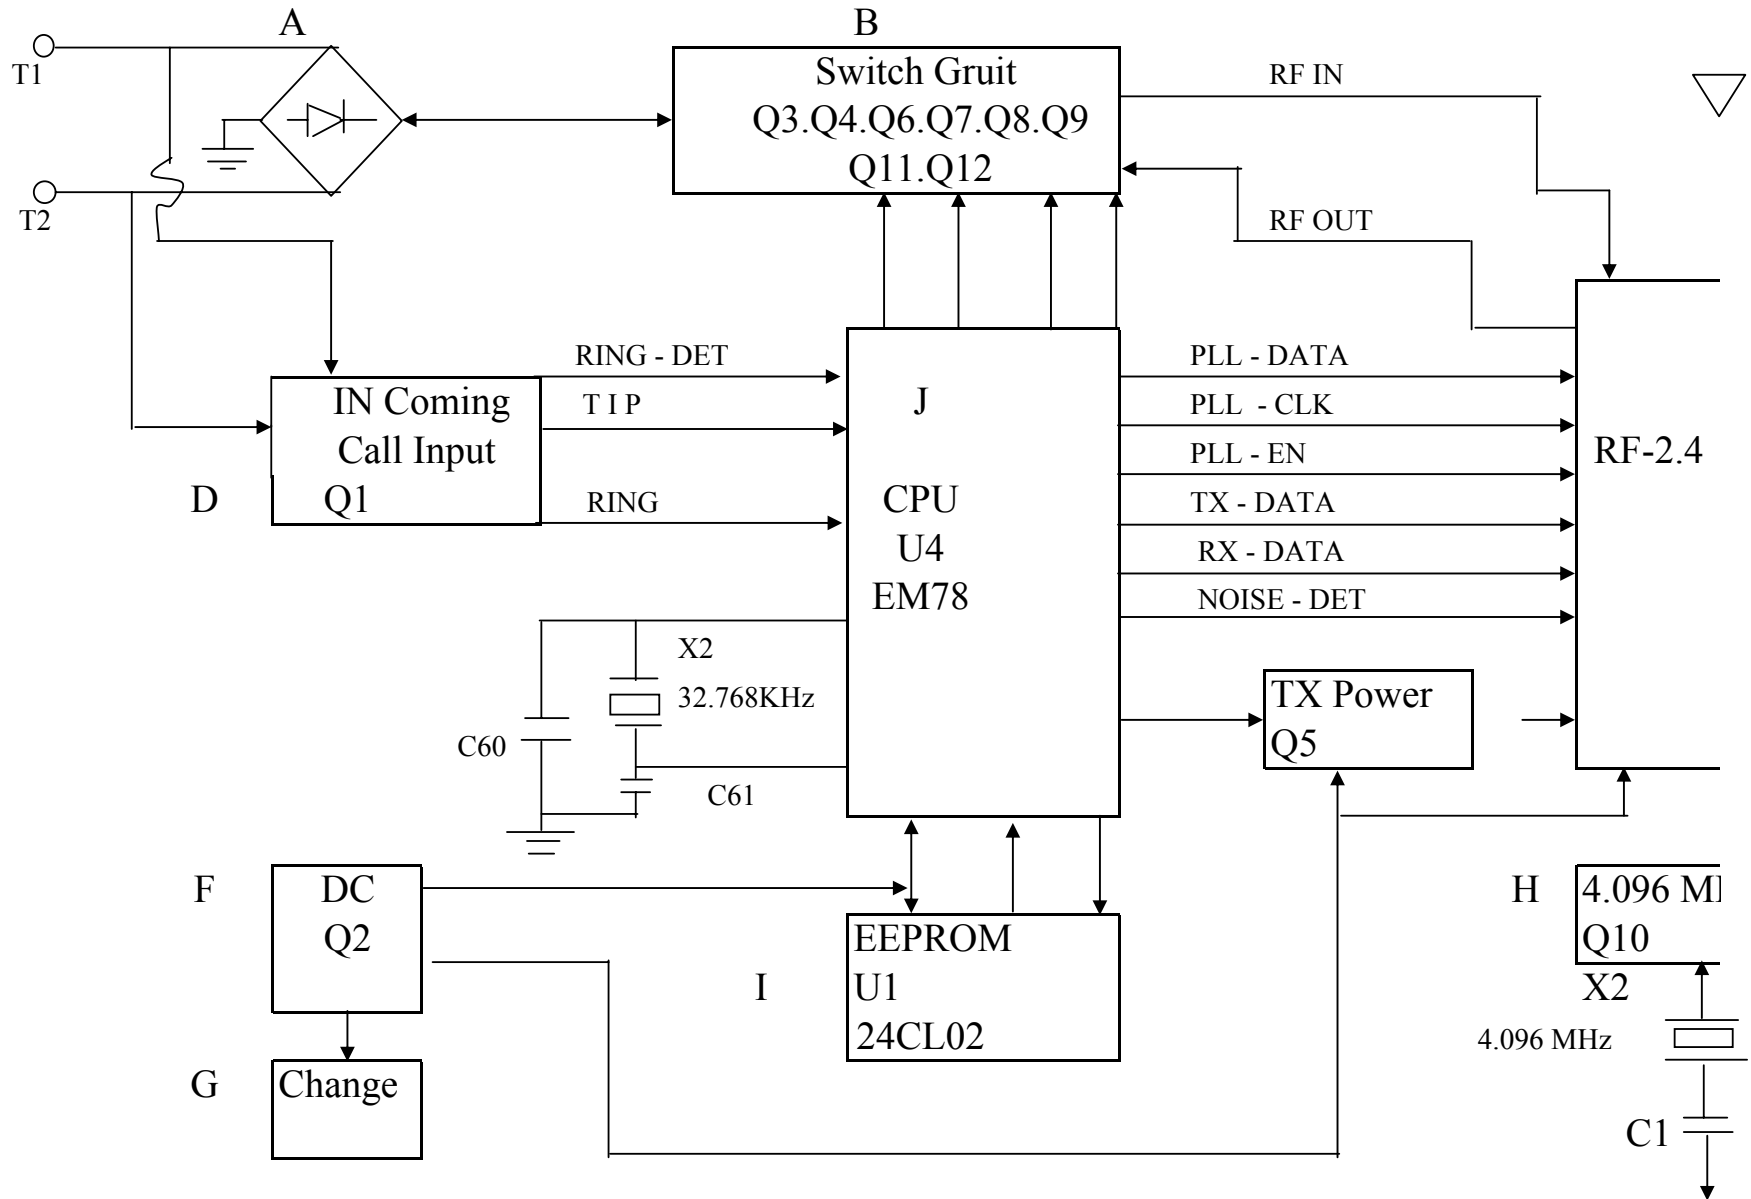 A
B
T1
T2
Switch Gruit
Q3.Q4.Q6.Q7.Q8.Q9
Q11.Q12
RF IN
RF OUT
RING - DET
T I P
RING
IN Coming
Call Input
D
Q1
J
CPU
U4
EM78
PLL - DATA
PLL - CLK
PLL - EN
TX - DATA
RX - DATA
NOISE - DET
RF-2.4
X2
32.768KHz
C60
C61
TX Power
Q5
F
DC
Q2
G
Change
I
EEPROM
U1
24CL02
H
4.096 M
Q10
X2
4.096 MHz
C1